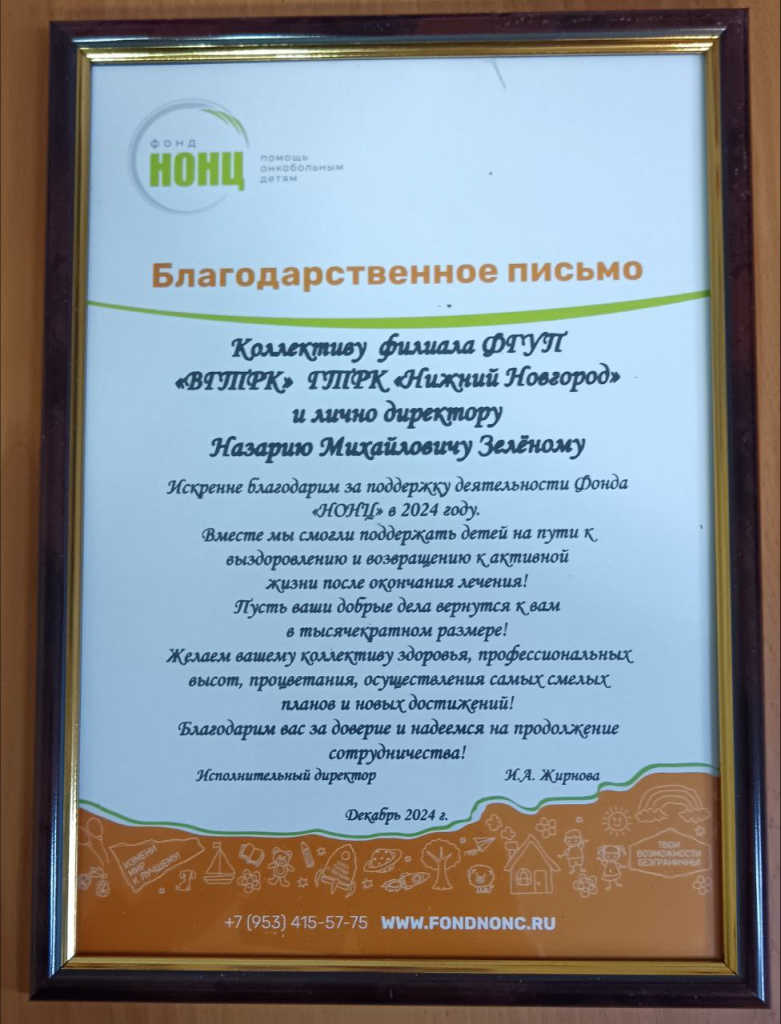 фонд
НОНЦ
помощь
онкобольным
детям
Благодарственное письмо
Коллективу филиала ФГУП
«ВГТРК» ГТРК «Нижний Новгород»
и лично директору
Назарию Михайловичу Зелёному
Искренне благодарим за поддержку деятельности Фонда
«НОНЦ» в 2024 году.
Вместе мы смогли поддержать детей на пути к
выздоровлению и возвращению к активной
жизни после окончания лечения!
Пусть ваши добрые дела вернутся к вам
в тысячекратном размере!
Желаем вашему коллективу здоровья, профессиональных
высот, процветания, осуществления самых смелых
планов и новых достижений!
Благодарим вас за доверие и надеемся на продолжение
сотрудничества!
Исполнительный директор И.А. Жирнова
Декабрь 2024 г.
ИЗМЕНИ
МИР
К ЛУЧШЕМУ!
ТВОИ
ВОЗМОЖНОСТИ
БЕЗГРАНИЧНЫ
+7 (953) 415-57-75 WWW.FONDNONC.RU